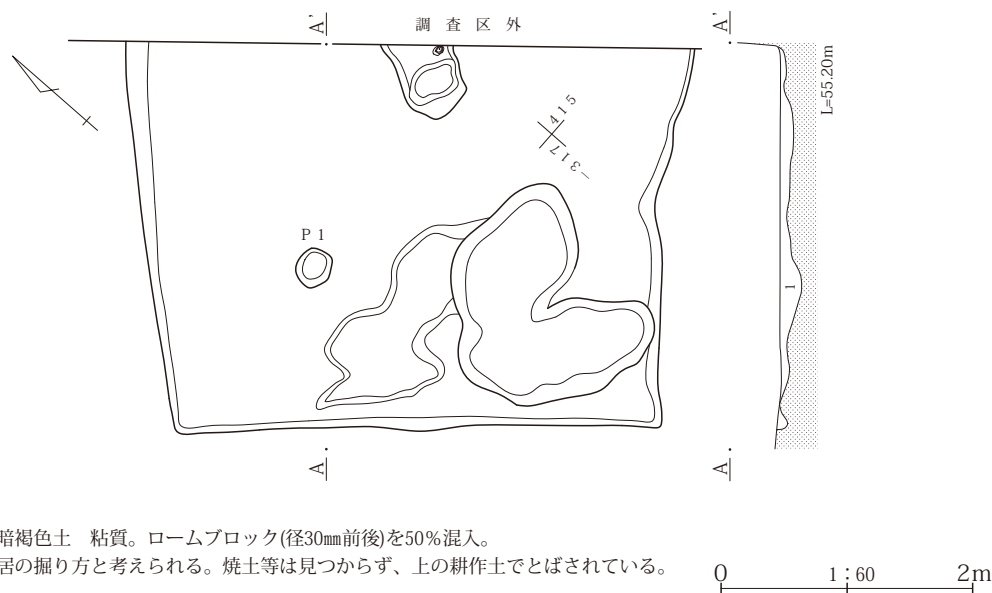 調 査 区 外
A'
A'
L=55.20m
415
-317
P 1
1
A
A
暗褐色土　粘質。ロームブロック(径30㎜前後)を50％混入。
居の掘り方と考えられる。焼土等は見つからず、上の耕作土でとばされている。
0 1：60 2m